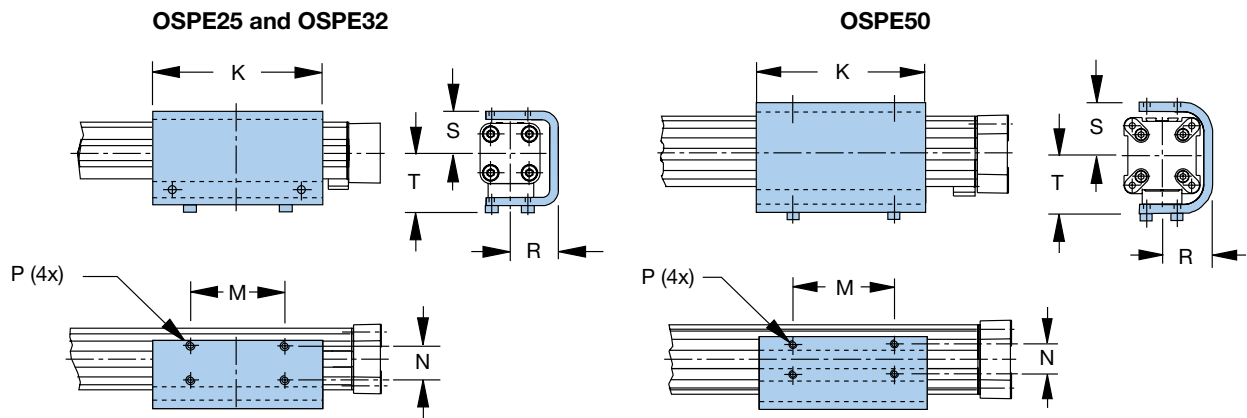 OSPE25 and OSPE32
K
S
T
R
P (4x)
M
N
OSPE50
K
S
T
R
P (4x)
M
N